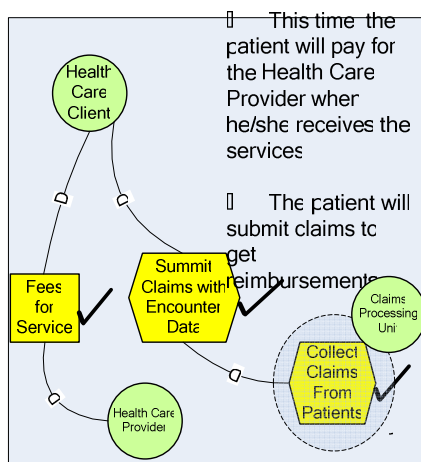 This time the
patient will pay for
the Health Care
Provider when
he/she receives the
services
The patient will
submit claims to
get
reimbursements
Health
Care
Client
D
D
Fees
for
Service
Summit
Claims with
Encounter
Data
Claims
Processing
Unit
Collect
Claims
From
Patients
D
D
Health Care
Provider